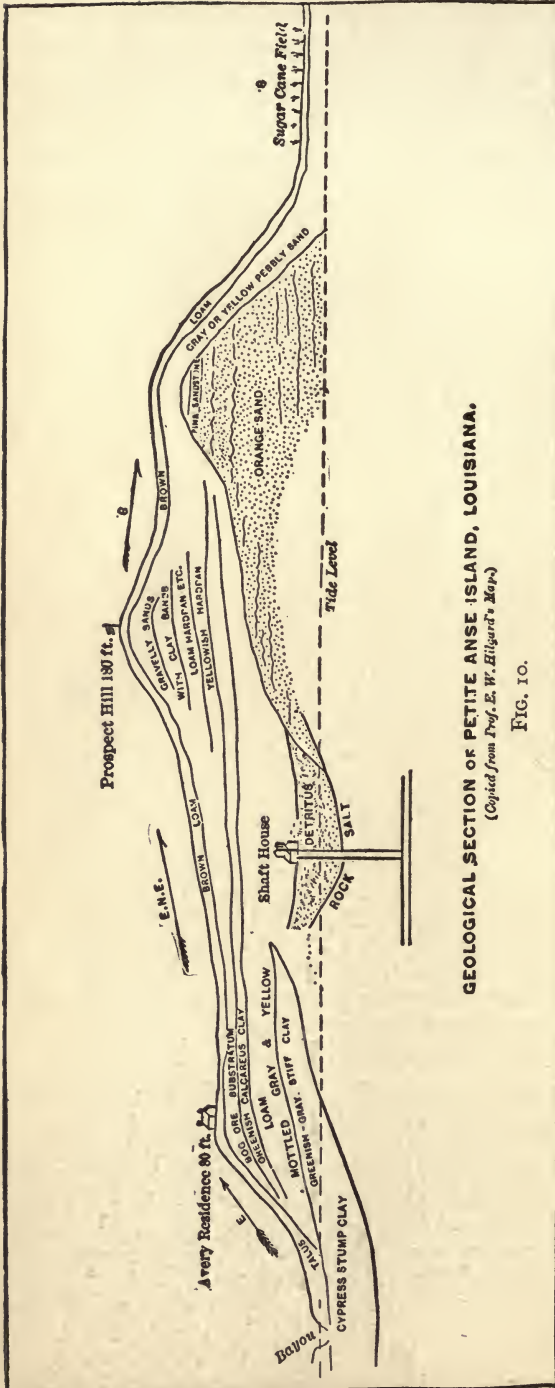 Bayou
Avery Residence 80 ft.
E
TALUS
BOG ORE SUBSTRATUM
GREENISH CALCAREUS CLAY
LOAM GRAY & YELLOW
MOTTLED
GREENISH-GRAY STIFF CLAY
CYPRESS STUMP CLAY
E.N.E.
BROWN LOAM
Shaft House
DETRITUS
ROCK SALT
Prospect Hill 180 ft.
GRAVELLY SANDS
WITH CLAY BANDS
LOAM HARDPAN ETC.
YELLOWISH HARDPAN
S.
BROWN
LOAM
GRAY OR YELLOW PEBBLY SAND
SANDSTONE
ORANGE SAND
Tide Level
S.
Sugar Cane Field
GEOLOGICAL SECTION OF PETITE ANSE ISLAND, LOUISIANA.
(Copied from Prof. E. W. Hilgard's Map.)
FIG. 10.